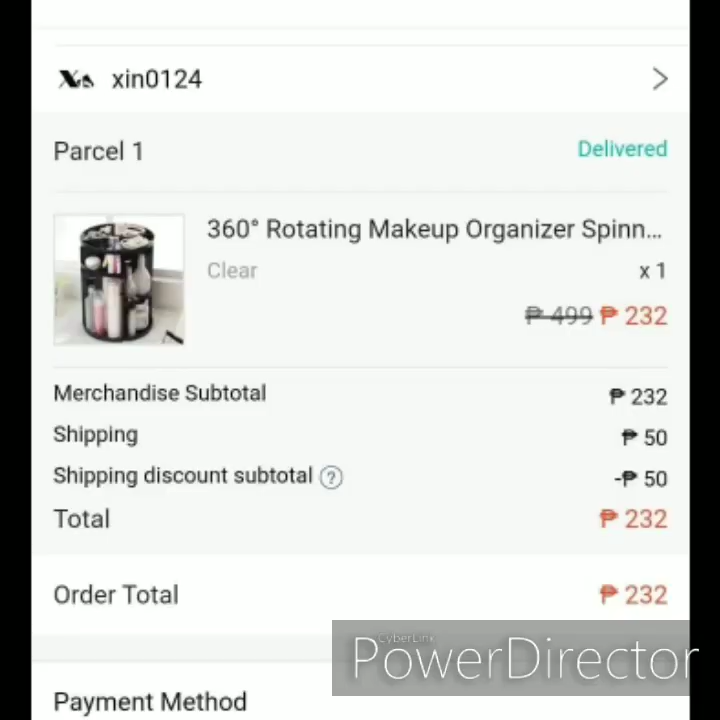 xin0124
Parcel 1
Delivered
360° Rotating Makeup Organizer Spinn...
Clear
x 1
₱ 499 ₱ 232
Merchandise Subtotal
₱ 232
Shipping
₱ 50
Shipping discount subtotal ?
-₱ 50
Total
₱ 232
Order Total
₱ 232
CyberLink
PowerDirector
Payment Method